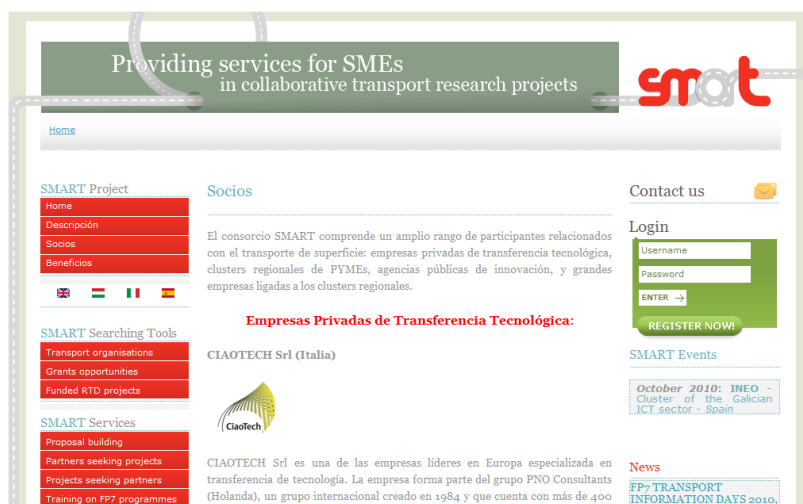 Providing services for SMEs
in collaborative transport research projects
smart
Home
SMART Project
Home
Descripción
Socios
Beneficios
SMART Searching Tools
Transport organisations
Grants opportunities
Funded RTD projects
SMART Services
Proposal building
Partners seeking projects
Projects seeking partners
Training on FP7 programmes
Socios
El consorcio SMART comprende un amplio rango de participantes relacionados
con el transporte de superficie: empresas privadas de transferencia tecnológica,
clusters regionales de PYMEs, agencias públicas de innovación, y grandes
empresas ligadas a los clusters regionales.
Empresas Privadas de Transferencia Tecnológica:
CIAOTECH Srl (Italia)
CiaoTech
CIAOTECH Srl es una de las empresas líderes en Europa especializada en
transferencia de tecnología. La empresa forma parte del grupo PNO Consultants
(Holanda), un grupo internacional creado en 1984 y que cuenta con más de 400
Contact us
Login
Username
Password
ENTER →
REGISTER NOW!
SMART Events
October 2010: INEO -
Cluster of the Galician
ICT sector - Spain
News
FP7 TRANSPORT
INFORMATION DAYS 2010,